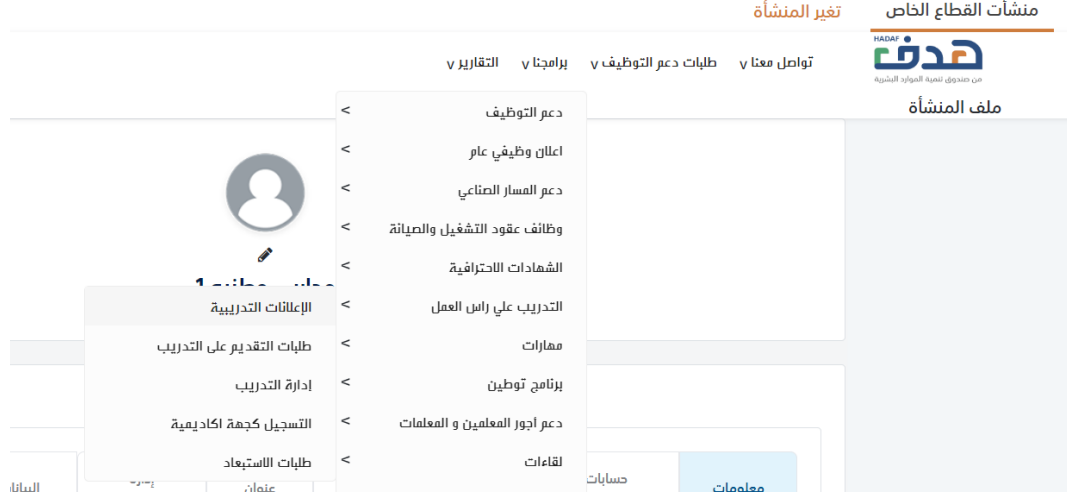 منشآت القطاع الخاص
تغير المنشأة
HADAF
هدف
من صندوق تنمية الموارد البشرية
تواصل معنا
طلبات دعم التوظيف
برامجنا
التقارير
ملف المنشأة
دعم التوظيف
اعلان وظيفي عام
دعم المسار الصناعي
وظائف عقود التشغيل والصيانة
الشهادات الاحترافية
التدريب علي راس العمل
مهارات
برنامج توطين
دعم أجور المعلمين و المعلمات
لقاءات
الإعلانات التدريبية
طلبات التقديم على التدريب
إدارة التدريب
التسجيل كجهة اكاديمية
طلبات الاستبعاد
معلومات
حسابات
عنوان